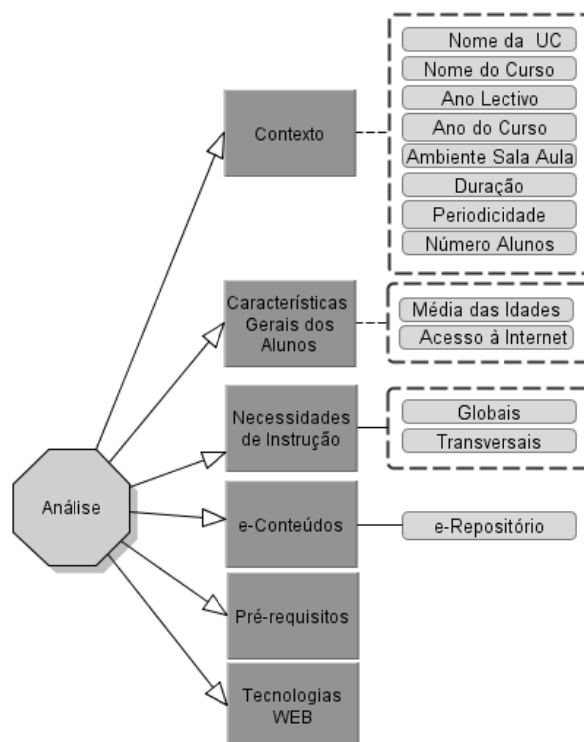 Nome da UC
Nome do Curso
Ano Lectivo
Ano do Curso
Ambiente Sala Aula
Duração
Periodicidade
Número Alunos
Contexto
Característícas
Gerais dos
Alunos
Média das Idades
Acesso à Internet
Necessidades
de Instrução
Globais
Transversais
Análise
e-Conteúdos
e-Repositório
Pré-requisitos
Tecnologias
WEB